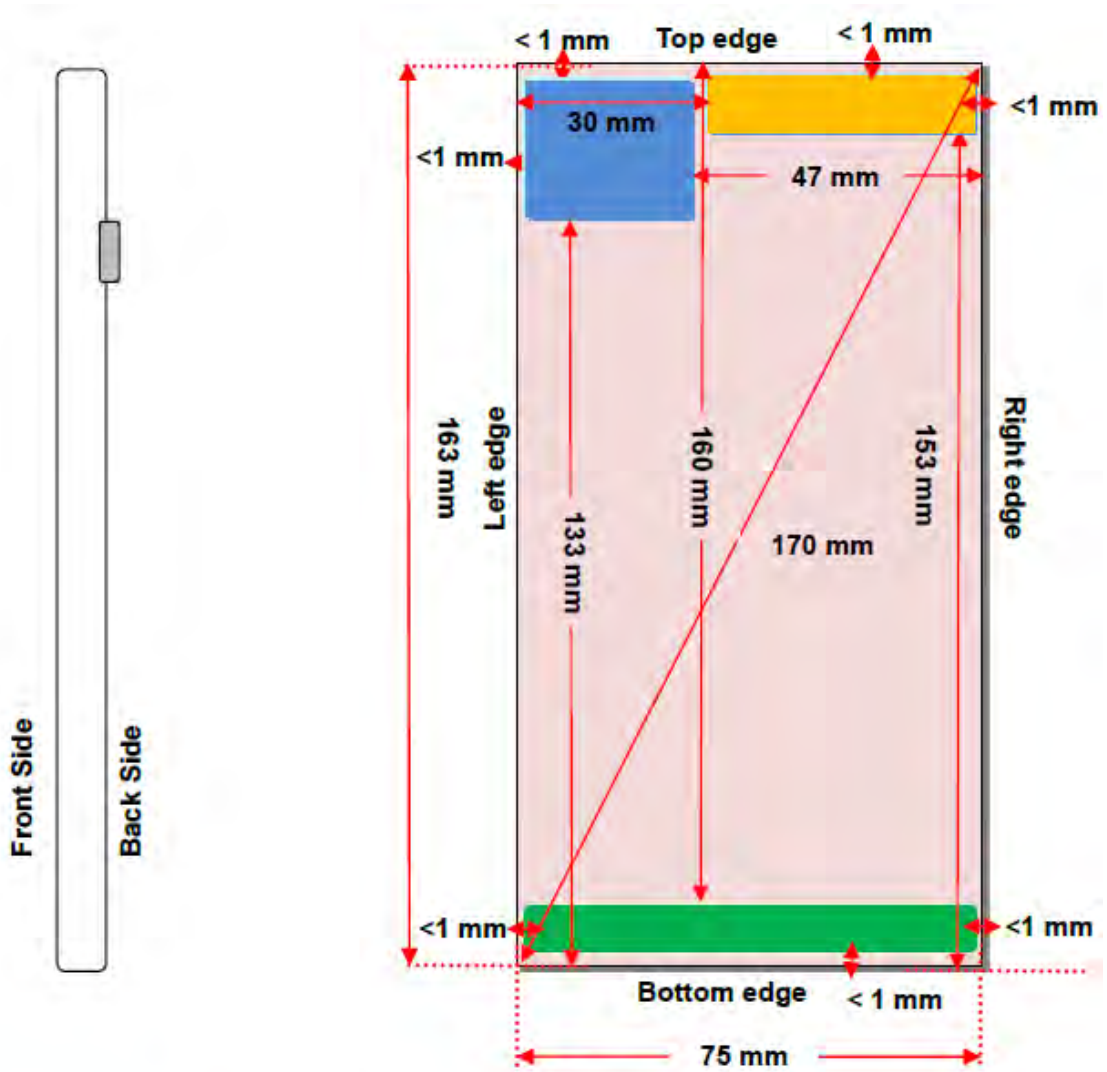 < 1 mm
Top edge
< 1 mm
<1 mm
30 mm
<1 mm
47 mm
163 mm
Left edge
133 mm
160 mm
170 mm
153 mm
Right edge
Front Side
Back Side
<1 mm
<1 mm
Bottom edge
< 1 mm
75 mm